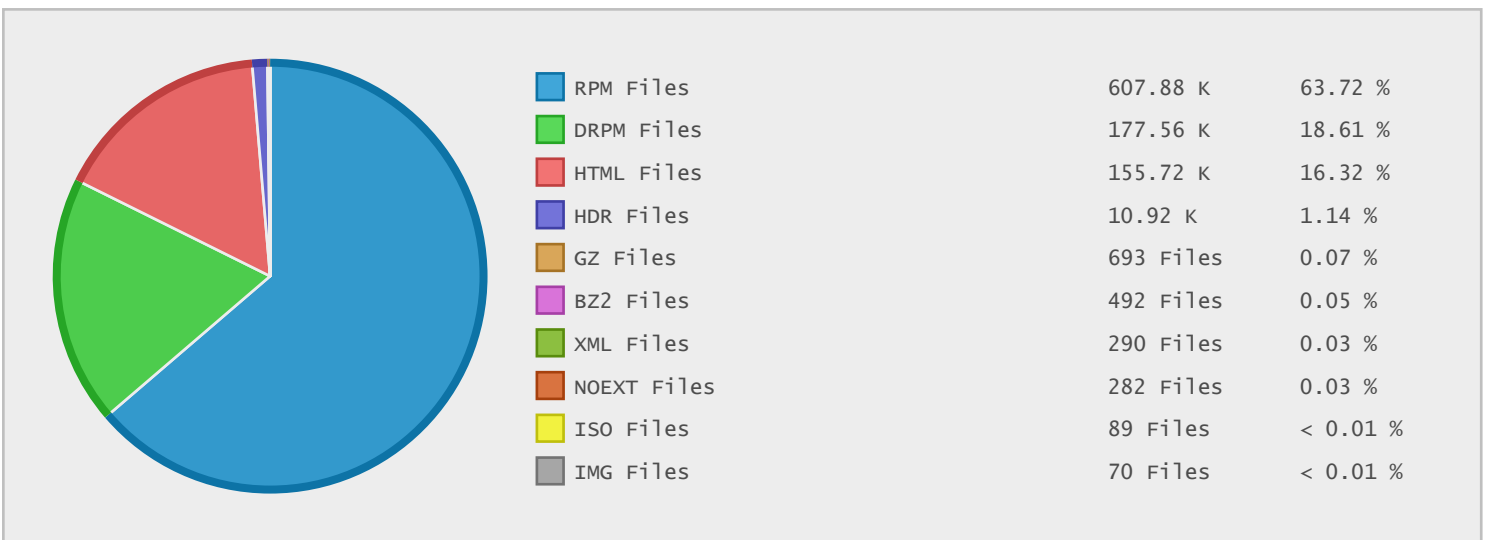 RPM Files 607.88 K 63.72 %
DRPM Files 177.56 K 18.61 %
HTML Files 155.72 K 16.32 %
HDR Files 10.92 K 1.14 %
GZ Files 693 Files 0.07 %
BZ2 Files 492 Files 0.05 %
XML Files 290 Files 0.03 %
NOEXT Files 282 Files 0.03 %
ISO Files 89 Files < 0.01 %
IMG Files 70 Files < 0.01 %